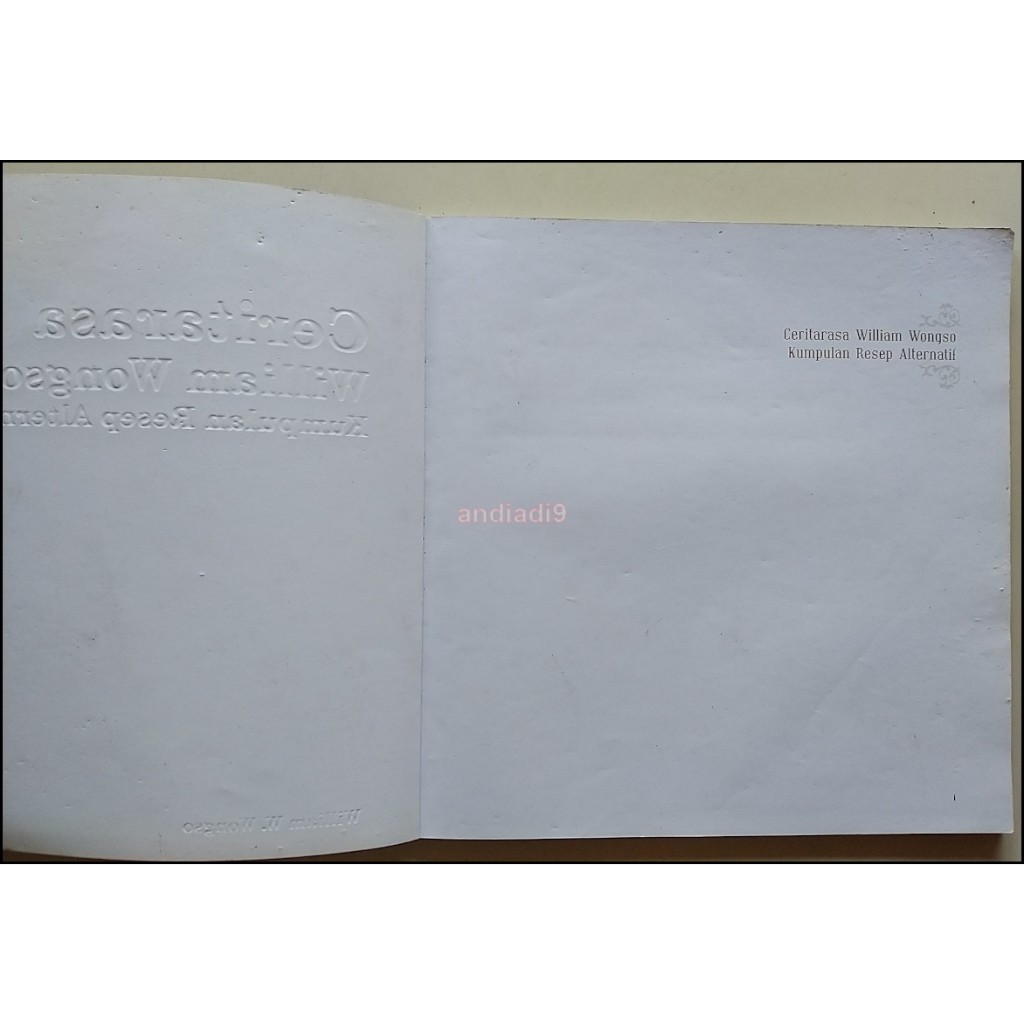 Ceritarasa
William Wongso
Kumpulan Resep Altern
William W. Wongso
Ceritarasa William Wongso
Kumpulan Resep Alternatif
andiadi9